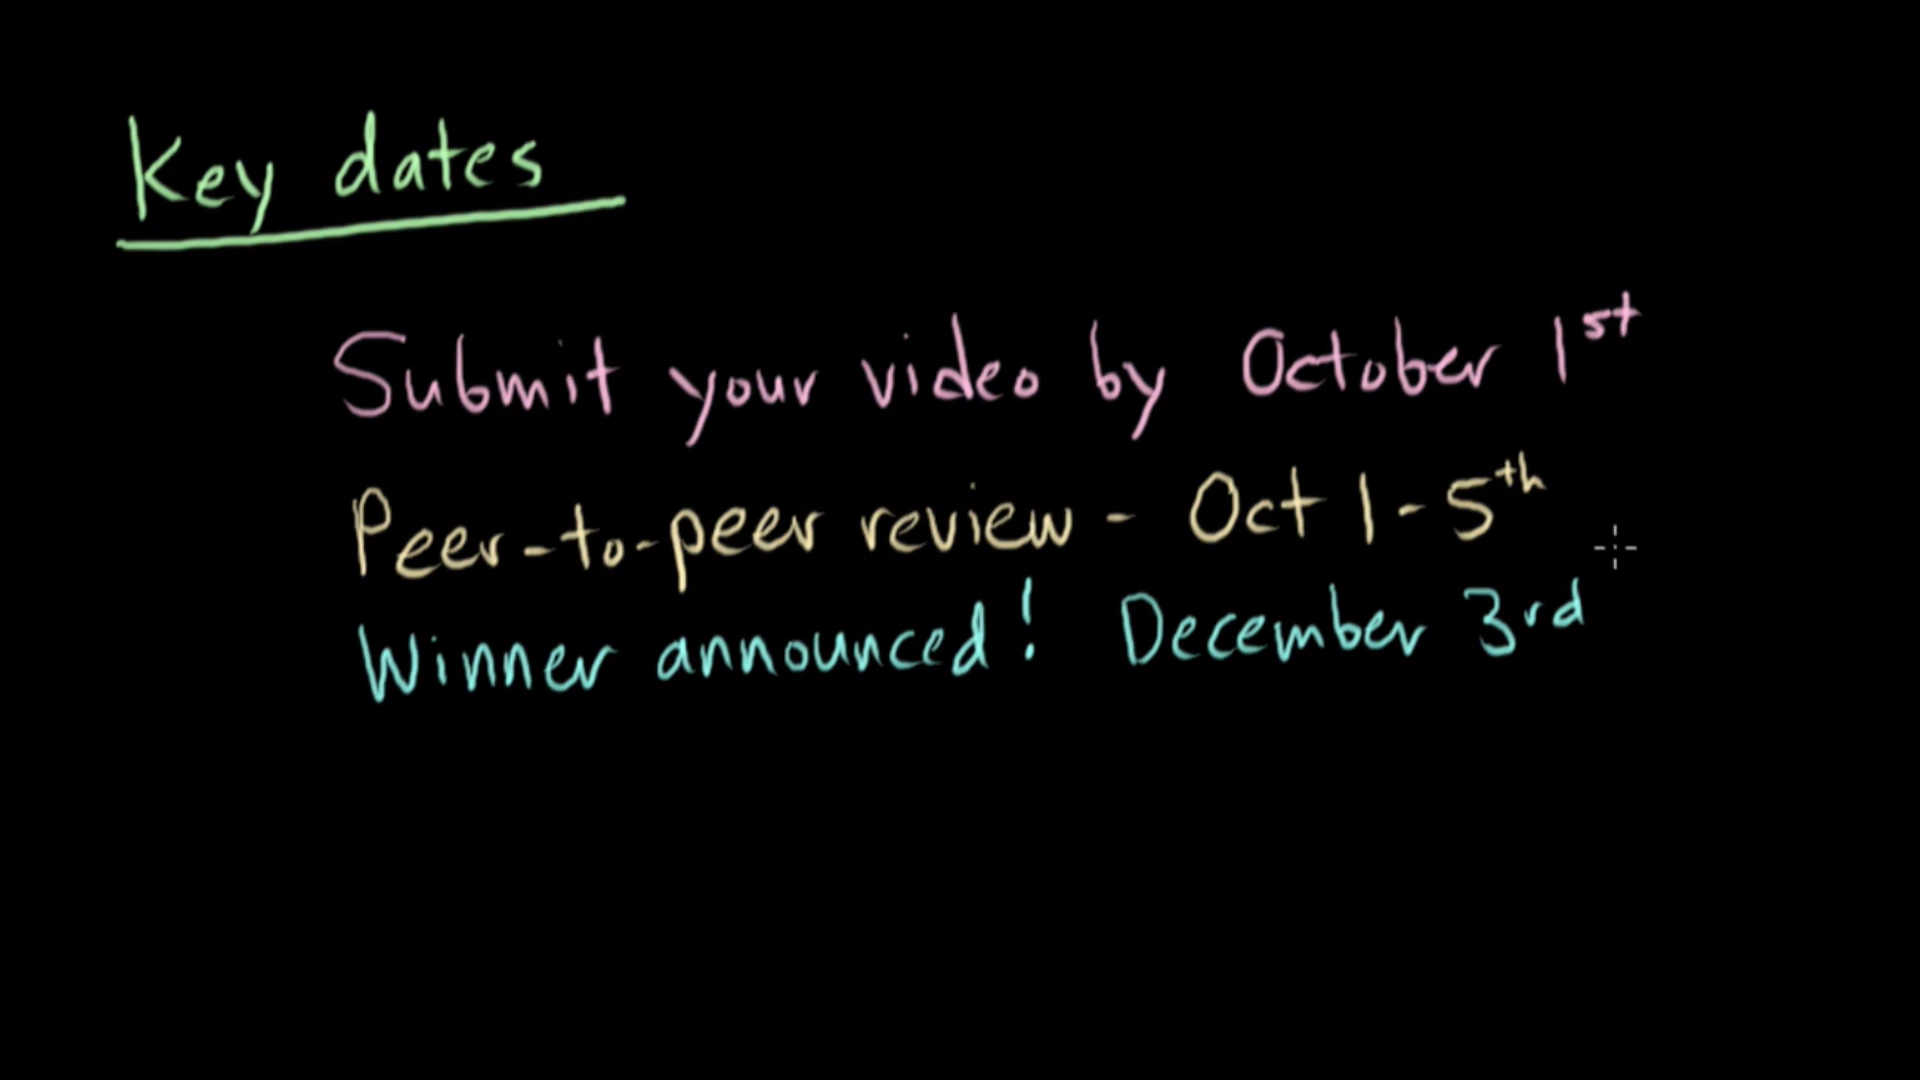 Key dates
Submit your video by October 1st
Peer-to-peer review - Oct 1-5th
Winner announced! December 3rd